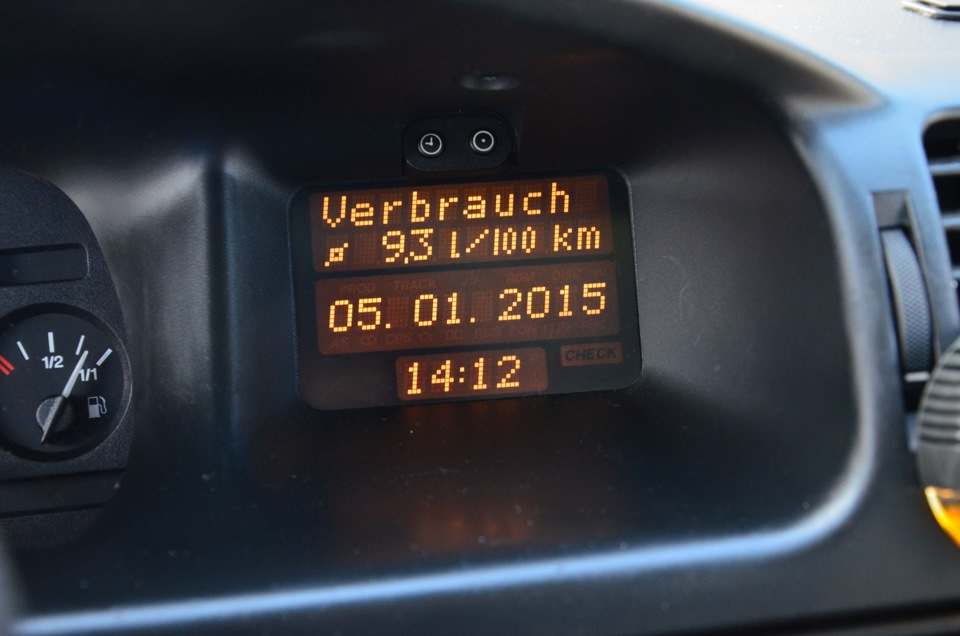 Verbrauch
ø 9,3 l/100 km
05. 01. 2015
CHECK
14:12
1/2
1/1